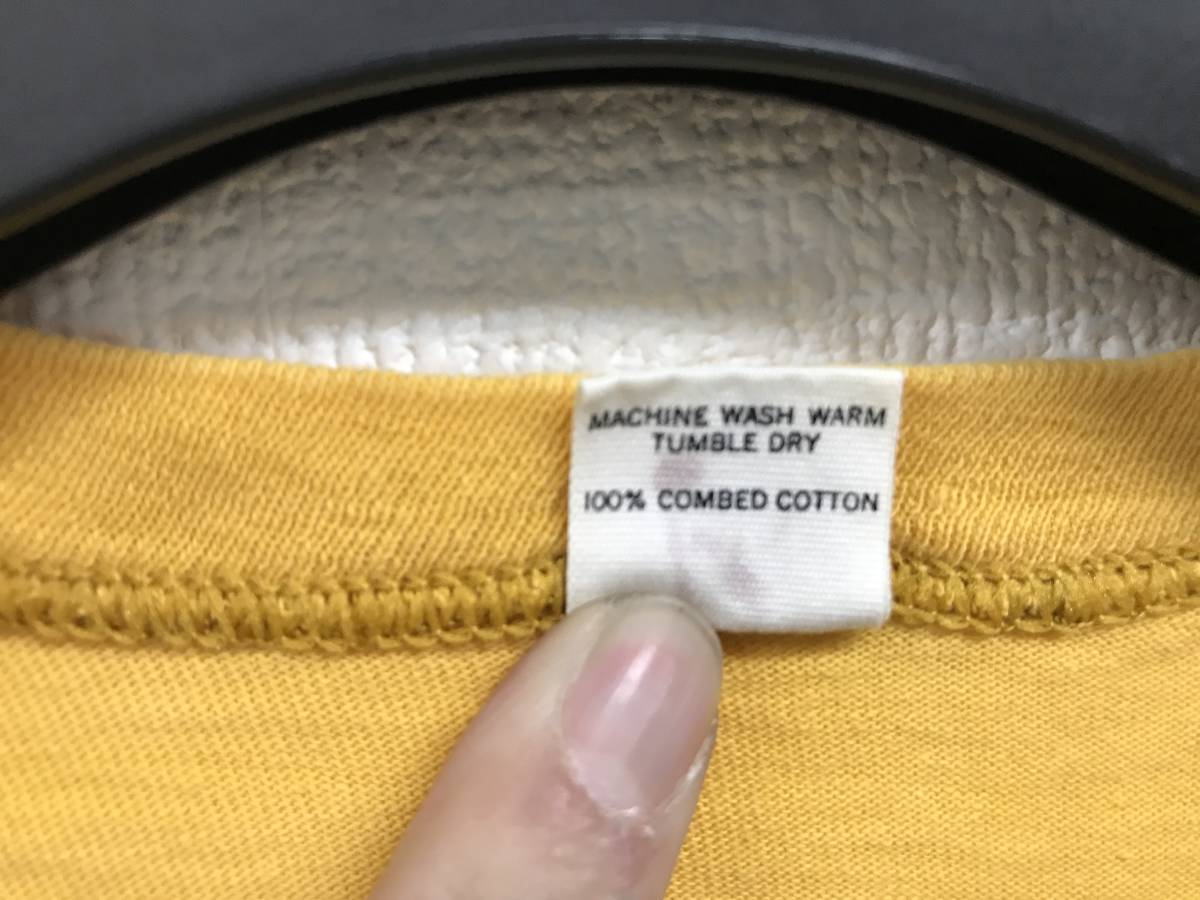 MACHINE WASH WARM
TUMBLE DRY
100% COMBED COTTON